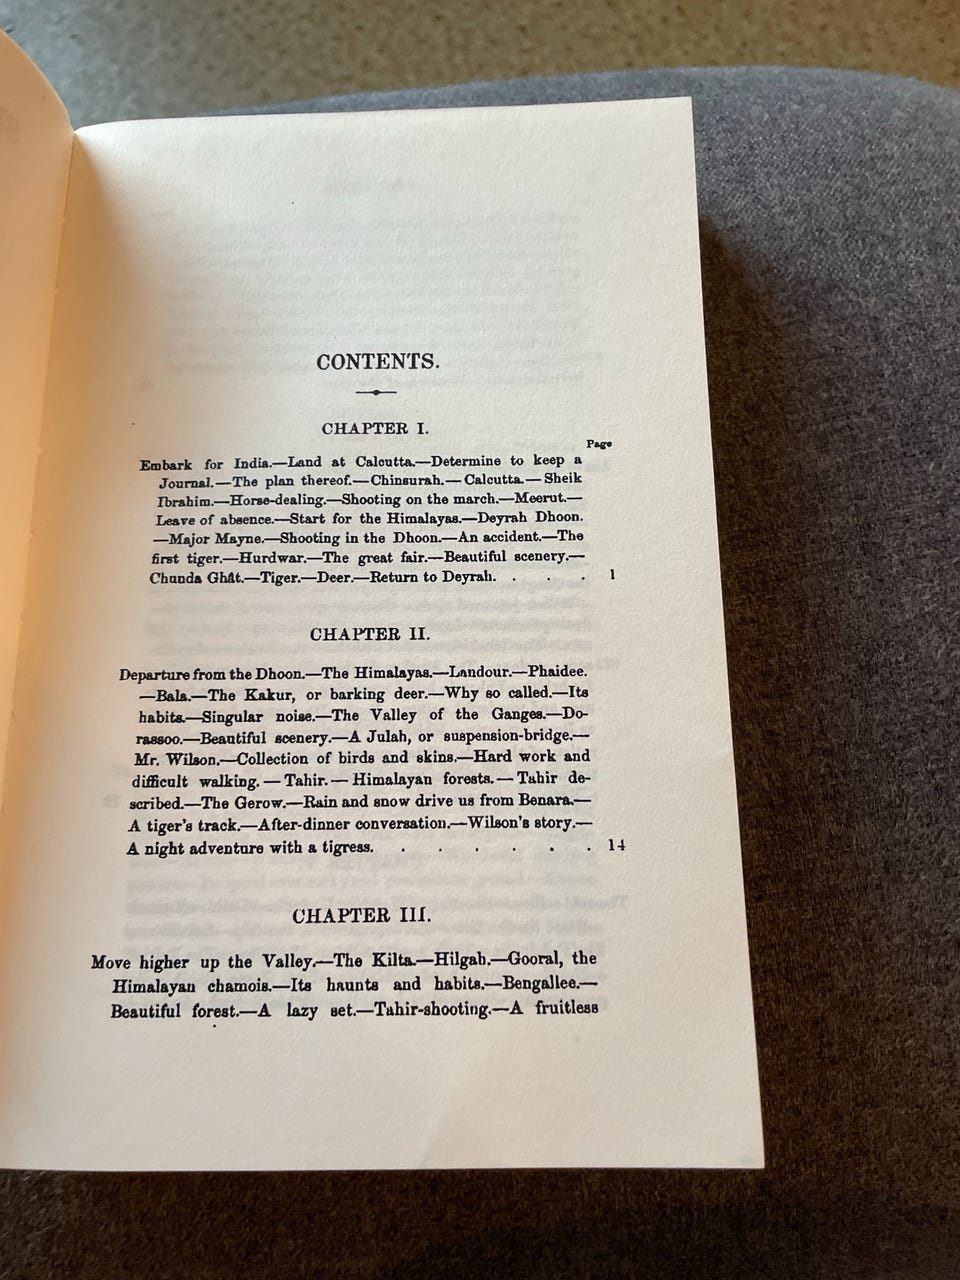 CONTENTS.
CHAPTER I.
Page
Embark for India.—Land at Calcutta.—Determine to keep a
Journal.—The plan thereof.—Chinsurah.—Calcutta.—Sheik
Ibrahim.—Horse-dealing.—Shooting on the march.—Meerut.—
Leave of absence.—Start for the Himalayas.—Deyrah Dhoon.
—Major Mayne.—Shooting in the Dhoon.—An accident.—The
first tiger.—Hurdwar.—The great fair.—Beautiful scenery.—
Chunda Ghât.—Tiger.—Deer.—Return to Deyrah. . . . 1
CHAPTER II.
Departure from the Dhoon.—The Himalayas.—Landour.—Phaidee.
—Bala.—The Kakur, or barking deer.—Why so called.—Its
habits.—Singular noise.—The Valley of the Ganges.—Do-
rassoo.—Beautiful scenery.—A Julah, or suspension-bridge.—
Mr. Wilson.—Collection of birds and skins.—Hard work and
difficult walking.—Tahir.—Himalayan forests.—Tahir de-
scribed.—The Gerow.—Rain and snow drive us from Benara.—
A tiger's track.—After-dinner conversation.—Wilson's story.—
A night adventure with a tigress. . . . . . . 14
CHAPTER III.
Move higher up the Valley.—The Kilta.—Hilgah.—Gooral, the
Himalayan chamois.—Its haunts and habits.—Bengallee.—
Beautiful forest.—A lazy set.—Tahir-shooting.—A fruitless